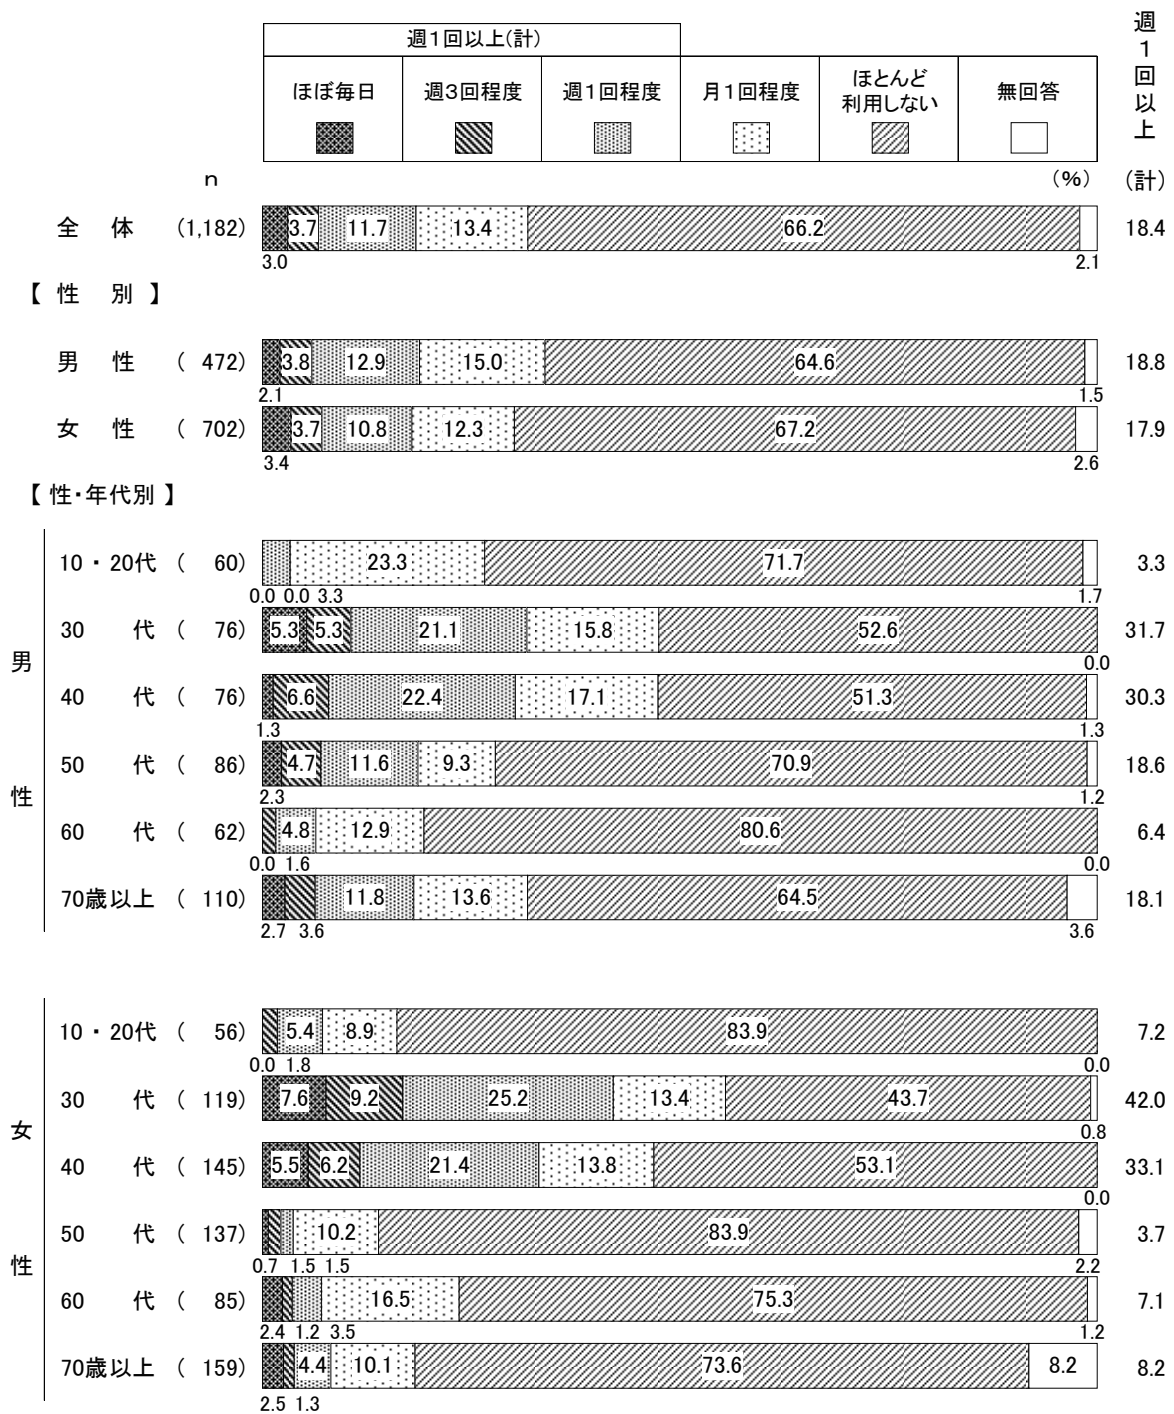 週1回以上(計)
ほぼ毎日 週3回程度 週1回程度 月1回程度 ほとんど利用しない 無回答
週1回以上
n (%) (計)
全体 (1,182) 3.7 11.7 13.4 66.2 18.4
3.0 2.1
【 性 別 】
男性 ( 472) 3.8 12.9 15.0 64.6 18.8
2.1 1.5
女性 ( 702) 3.7 10.8 12.3 67.2 17.9
3.4 2.6
【 性・年代別 】
男性
10・20代 ( 60) 23.3 71.7 3.3
0.0 0.0 3.3 1.7
30代 ( 76) 5.3 5.3 21.1 15.8 52.6 31.7
0.0
40代 ( 76) 6.6 22.4 17.1 51.3 30.3
1.3 1.3
50代 ( 86) 4.7 11.6 9.3 70.9 18.6
2.3 1.2
60代 ( 62) 4.8 12.9 80.6 6.4
0.0 1.6 0.0
70歳以上 ( 110) 11.8 13.6 64.5 18.1
2.7 3.6 3.6
女性
10・20代 ( 56) 5.4 8.9 83.9 7.2
0.0 1.8 0.0
30代 ( 119) 7.6 9.2 25.2 13.4 43.7 42.0
0.8
40代 ( 145) 5.5 6.2 21.4 13.8 53.1 33.1
0.0
50代 ( 137) 10.2 83.9 3.7
0.7 1.5 1.5 2.2
60代 ( 85) 16.5 75.3 7.1
2.4 1.2 3.5 1.2
70歳以上 ( 159) 4.4 10.1 73.6 8.2 8.2
2.5 1.3